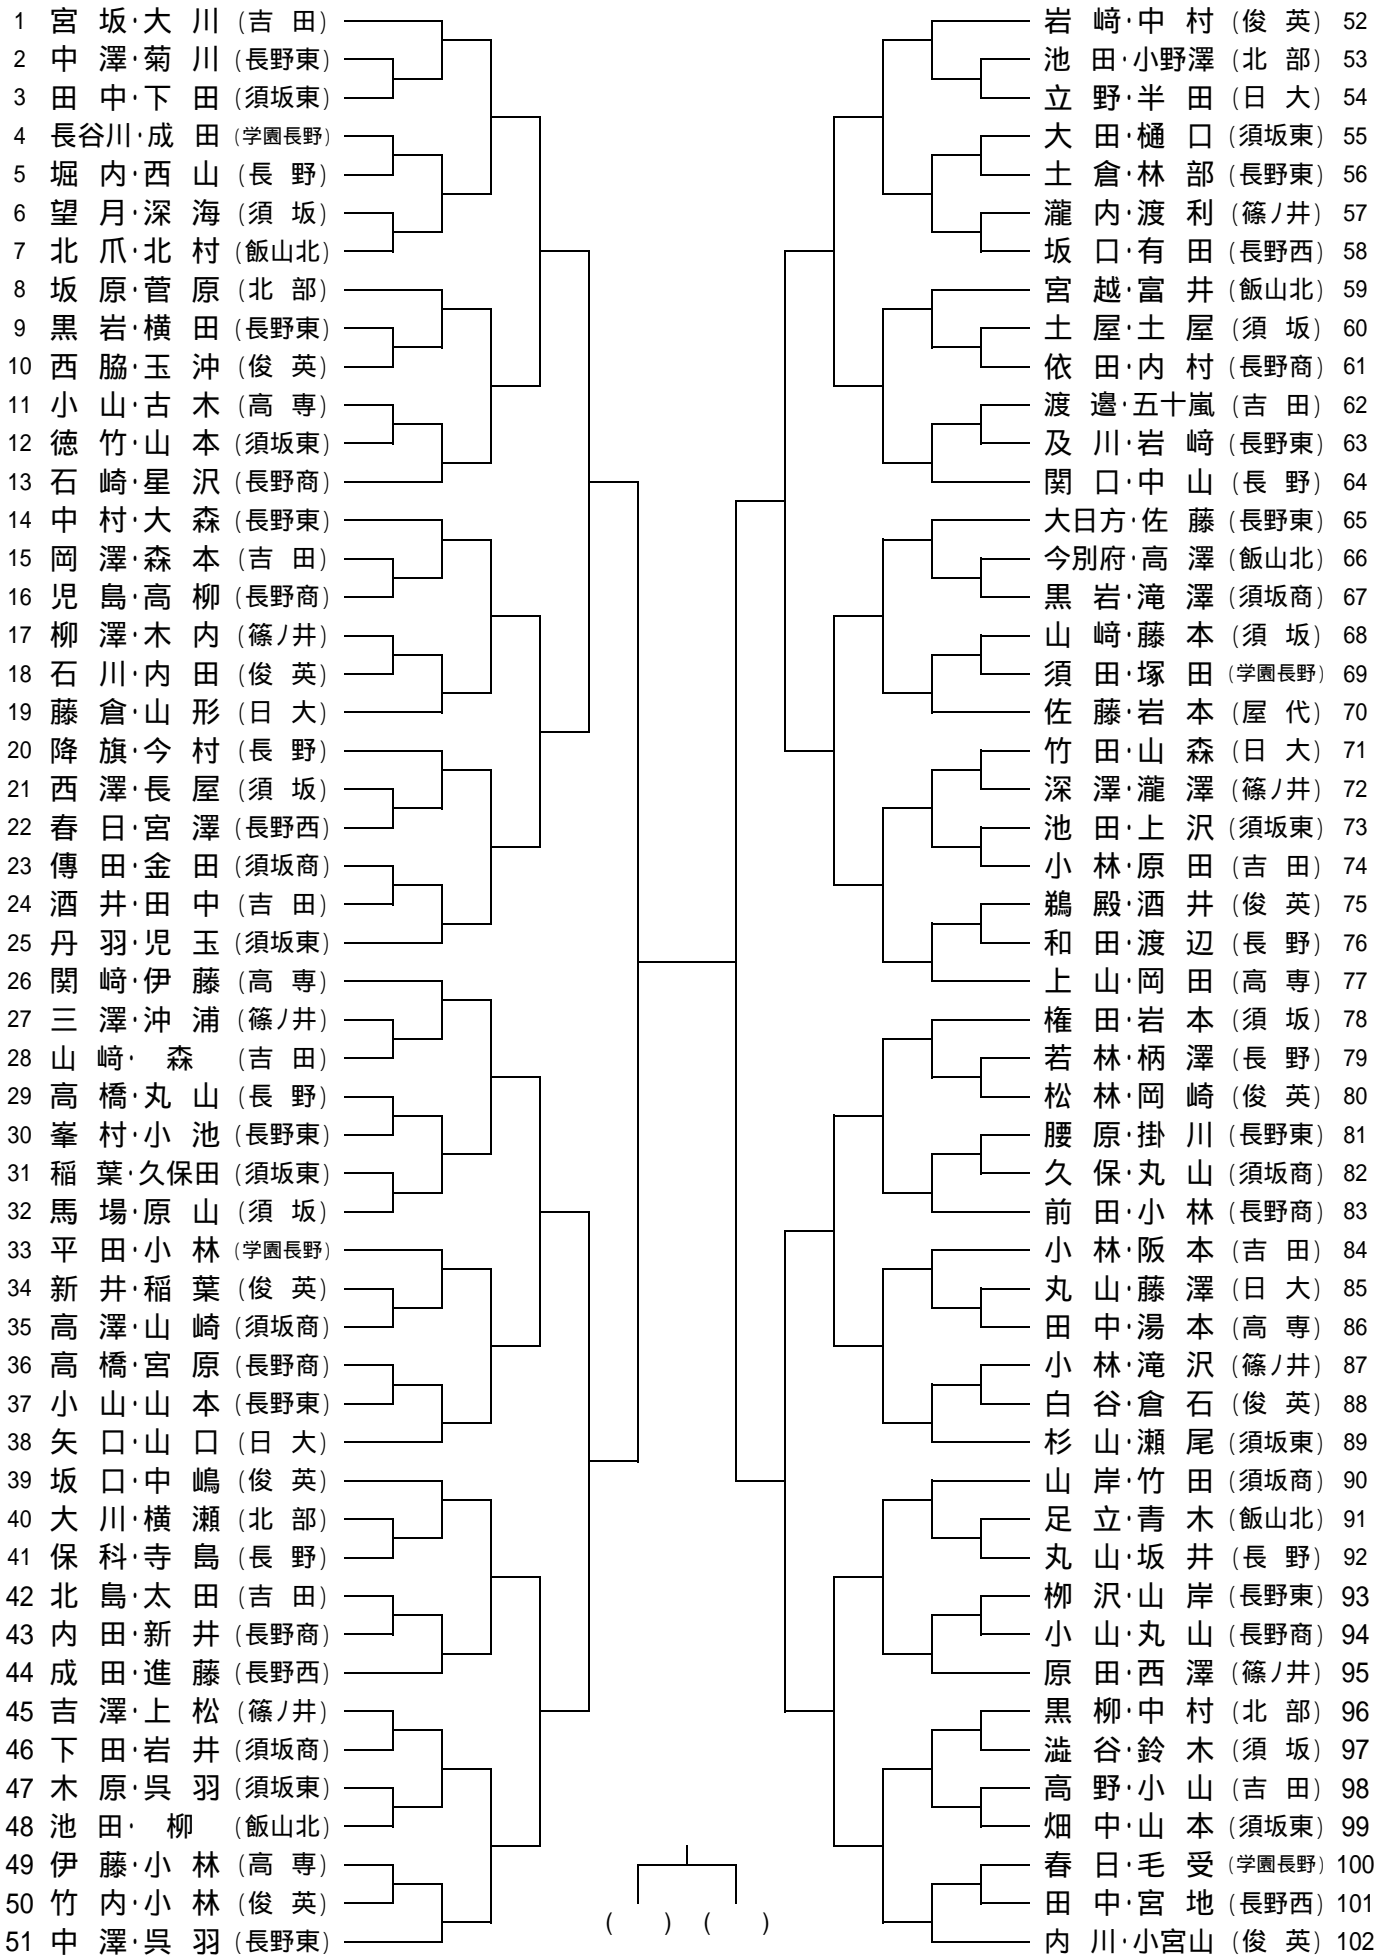 1 宮 坂・大 川 (吉 田)
2 中 澤・菊 川 (長野東)
3 田 中・下 田 (須坂東)
4 長谷川・成 田 (学園長野)
5 堀 内・西 山 (長 野)
6 望 月・深 海 (須 坂)
7 北 爪・北 村 (飯山北)
8 坂 原・菅 原 (北 部)
9 黒 岩・横 田 (長野東)
10 西 脇・玉 沖 (俊 英)
11 小 山・古 木 (高 専)
12 徳 竹・山 本 (須坂東)
13 石 崎・星 沢 (長野商)
14 中 村・大 森 (長野東)
15 岡 澤・森 本 (吉 田)
16 児 島・高 柳 (長野商)
17 柳 澤・木 内 (篠ノ井)
18 石 川・内 田 (俊 英)
19 藤 倉・山 形 (日 大)
20 降 旗・今 村 (長 野)
21 西 澤・長 屋 (須 坂)
22 春 日・宮 澤 (長野西)
23 傳 田・金 田 (須坂商)
24 酒 井・田 中 (吉 田)
25 丹 羽・児 玉 (須坂東)
26 関 﨑・伊 藤 (高 専)
27 三 澤・沖 浦 (篠ノ井)
28 山 﨑・ 森 (吉 田)
29 高 橋・丸 山 (長 野)
30 峯 村・小 池 (長野東)
31 稲 葉・久保田 (須坂東)
32 馬 場・原 山 (須 坂)
33 平 田・小 林 (学園長野)
34 新 井・稲 葉 (俊 英)
35 高 澤・山 崎 (須坂商)
36 高 橋・宮 原 (長野商)
37 小 山・山 本 (長野東)
38 矢 口・山 口 (日 大)
39 坂 口・中 嶋 (俊 英)
40 大 川・横 瀬 (北 部)
41 保 科・寺 島 (長 野)
42 北 島・太 田 (吉 田)
43 内 田・新 井 (長野商)
44 成 田・進 藤 (長野西)
45 吉 澤・上 松 (篠ノ井)
46 下 田・岩 井 (須坂商)
47 木 原・呉 羽 (須坂東)
48 池 田・ 柳 (飯山北)
49 伊 藤・小 林 (高 専)
50 竹 内・小 林 (俊 英)
51 中 澤・呉 羽 (長野東)
( ) ( )
岩 﨑・中 村 (俊 英) 52
池 田・小野澤 (北 部) 53
立 野・半 田 (日 大) 54
大 田・樋 口 (須坂東) 55
土 倉・林 部 (長野東) 56
瀧 内・渡 利 (篠ノ井) 57
坂 口・有 田 (長野西) 58
宮 越・富 井 (飯山北) 59
土 屋・土 屋 (須 坂) 60
依 田・内 村 (長野商) 61
渡 邉・五十嵐 (吉 田) 62
及 川・岩 﨑 (長野東) 63
関 口・中 山 (長 野) 64
大日方・佐 藤 (長野東) 65
今別府・高 澤 (飯山北) 66
黒 岩・滝 澤 (須坂商) 67
山 﨑・藤 本 (須 坂) 68
須 田・塚 田 (学園長野) 69
佐 藤・岩 本 (屋 代) 70
竹 田・山 森 (日 大) 71
深 澤・瀧 澤 (篠ノ井) 72
池 田・上 沢 (須坂東) 73
小 林・原 田 (吉 田) 74
鵜 殿・酒 井 (俊 英) 75
和 田・渡 辺 (長 野) 76
上 山・岡 田 (高 専) 77
権 田・岩 本 (須 坂) 78
若 林・柄 澤 (長 野) 79
松 林・岡 崎 (俊 英) 80
腰 原・掛 川 (長野東) 81
久 保・丸 山 (須坂商) 82
前 田・小 林 (長野商) 83
小 林・阪 本 (吉 田) 84
丸 山・藤 澤 (日 大) 85
田 中・湯 本 (高 専) 86
小 林・滝 沢 (篠ノ井) 87
白 谷・倉 石 (俊 英) 88
杉 山・瀬 尾 (須坂東) 89
山 岸・竹 田 (須坂商) 90
足 立・青 木 (飯山北) 91
丸 山・坂 井 (長 野) 92
栁 沢・山 岸 (長野東) 93
小 山・丸 山 (長野商) 94
原 田・西 澤 (篠ノ井) 95
黒 柳・中 村 (北 部) 96
澁 谷・鈴 木 (須 坂) 97
高 野・小 山 (吉 田) 98
畑 中・山 本 (須坂東) 99
春 日・毛 受 (学園長野) 100
田 中・宮 地 (長野西) 101
内 川・小宮山 (俊 英) 102